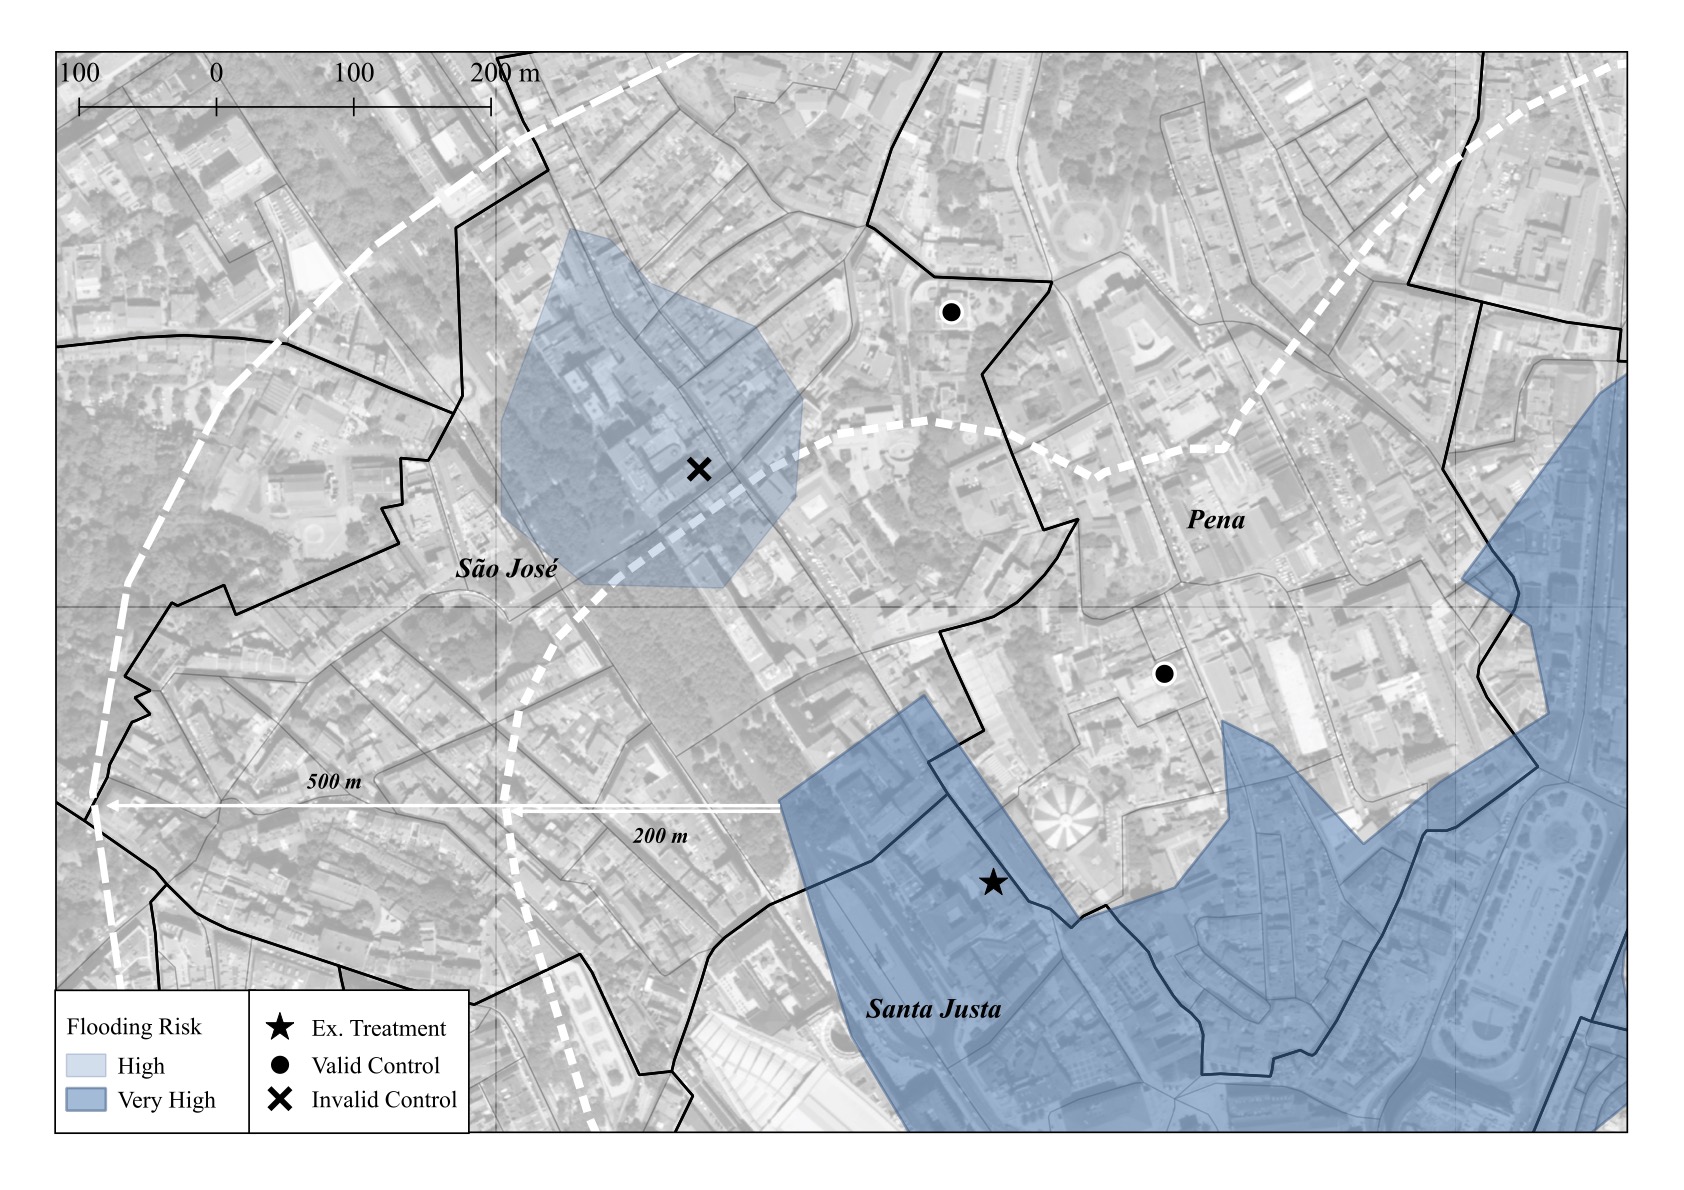 100 0 100 200 m
Pena
São José
500 m
200 m
Santa Justa
Flooding Risk
High
Very High
Ex. Treatment
Valid Control
Invalid Control